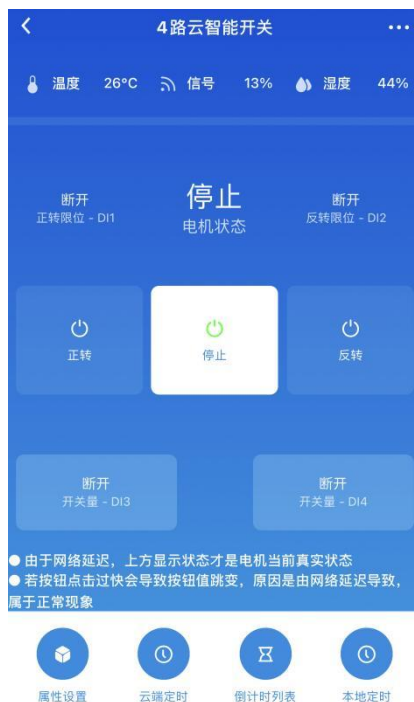 4路云智能开关
温度 26°C 信号 13% 湿度 44%
断开 停止 断开
正转限位 - DI1 电机状态 反转限位 - DI2
正转 停止 反转
断开 断开
开关量 - DI3 开关量 - DI4
● 由于网络延迟，上方显示状态才是电机当前真实状态
● 若按钮点击过快会导致按钮值跳变，原因是由网络延迟导致，
属于正常现象
属性设置 云端定时 倒计时列表 本地定时